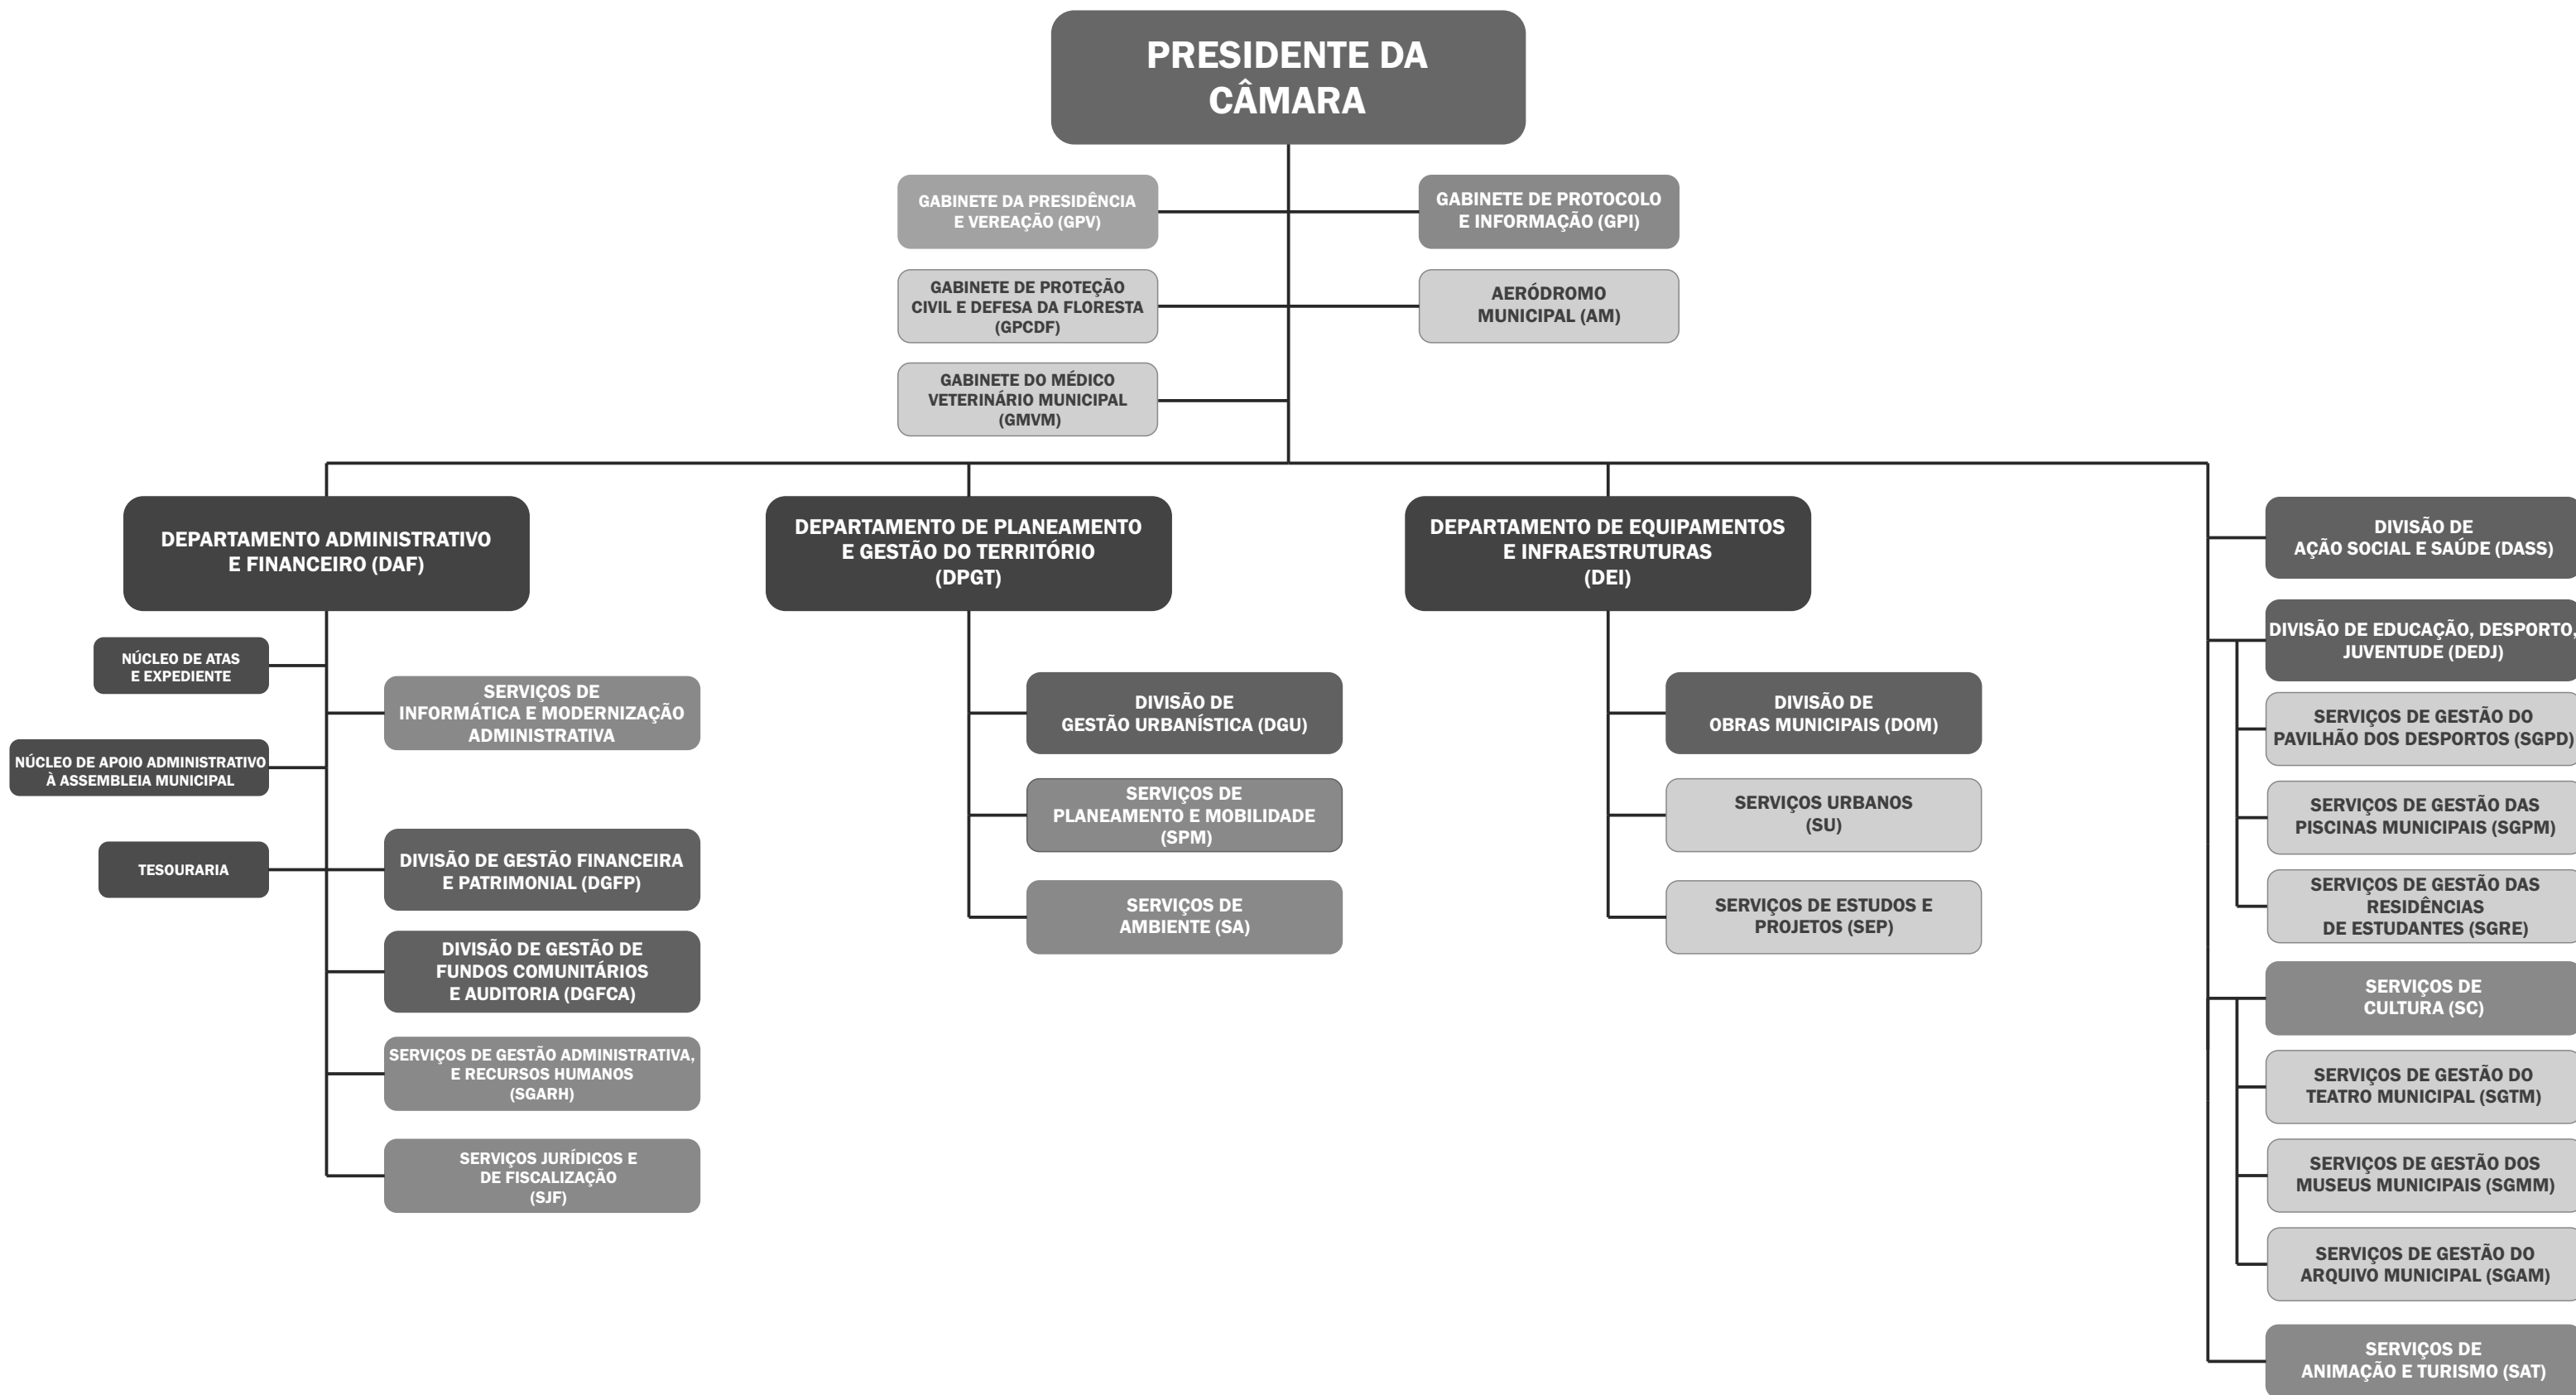 PRESIDENTE DA
CÂMARA
GABINETE DA PRESIDÊNCIA
E VEREAÇÃO (GPV)
GABINETE DE PROTOCOLO
E INFORMAÇÃO (GPI)
GABINETE DE PROTEÇÃO
CIVIL E DEFESA DA FLORESTA
(GPCDF)
AERÓDROMO
MUNICIPAL (AM)
GABINETE DO MÉDICO
VETERINÁRIO MUNICIPAL
(GMVM)
DEPARTAMENTO ADMINISTRATIVO
E FINANCEIRO (DAF)
NÚCLEO DE ATAS
E EXPEDIENTE
SERVIÇOS DE
INFORMÁTICA E MODERNIZAÇÃO
ADMINISTRATIVA
NÚCLEO DE APOIO ADMINISTRATIVO
À ASSEMBLEIA MUNICIPAL
TESOURARIA
DIVISÃO DE GESTÃO FINANCEIRA
E PATRIMONIAL (DGFP)
DIVISÃO DE GESTÃO DE
FUNDOS COMUNITÁRIOS
E AUDITORIA (DGFCA)
SERVIÇOS DE GESTÃO ADMINISTRATIVA,
E RECURSOS HUMANOS
(SGARH)
SERVIÇOS JURÍDICOS E
DE FISCALIZAÇÃO
(SJF)
DEPARTAMENTO DE PLANEAMENTO
E GESTÃO DO TERRITÓRIO
(DPGT)
DIVISÃO DE
GESTÃO URBANÍSTICA (DGU)
SERVIÇOS DE
PLANEAMENTO E MOBILIDADE
(SPM)
SERVIÇOS DE
AMBIENTE (SA)
DEPARTAMENTO DE EQUIPAMENTOS
E INFRAESTRUTURAS
(DEI)
DIVISÃO DE
OBRAS MUNICIPAIS (DOM)
SERVIÇOS URBANOS
(SU)
SERVIÇOS DE ESTUDOS E
PROJETOS (SEP)
DIVISÃO DE
AÇÃO SOCIAL E SAÚDE (DASS)
DIVISÃO DE EDUCAÇÃO, DESPORTO,
JUVENTUDE (DEDJ)
SERVIÇOS DE GESTÃO DO
PAVILHÃO DOS DESPORTOS (SGPD)
SERVIÇOS DE GESTÃO DAS
PISCINAS MUNICIPAIS (SGPM)
SERVIÇOS DE GESTÃO DAS
RESIDÊNCIAS
DE ESTUDANTES (SGRE)
SERVIÇOS DE
CULTURA (SC)
SERVIÇOS DE GESTÃO DO
TEATRO MUNICIPAL (SGTM)
SERVIÇOS DE GESTÃO DOS
MUSEUS MUNICIPAIS (SGMM)
SERVIÇOS DE GESTÃO DO
ARQUIVO MUNICIPAL (SGAM)
SERVIÇOS DE
ANIMAÇÃO E TURISMO (SAT)